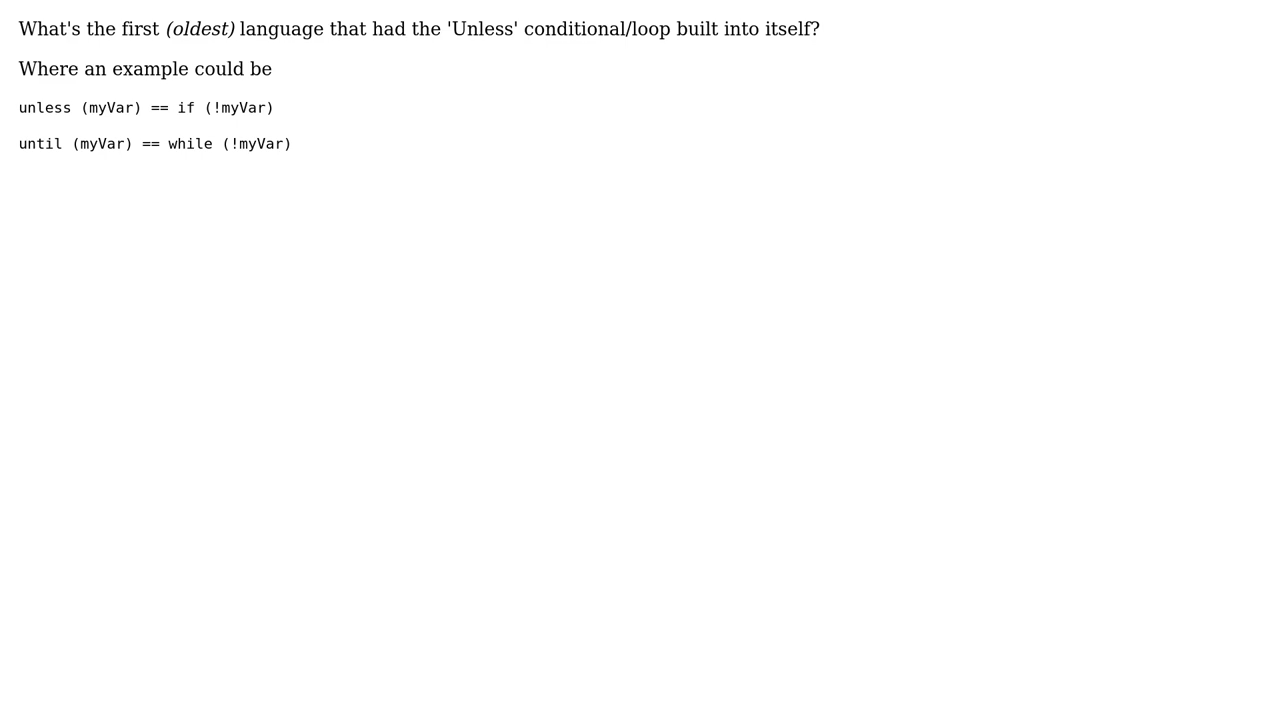 What's the first (oldest) language that had the 'Unless' conditional/loop built into itself?
Where an example could be
unless (myVar) == if (!myVar)
until (myVar) == while (!myVar)